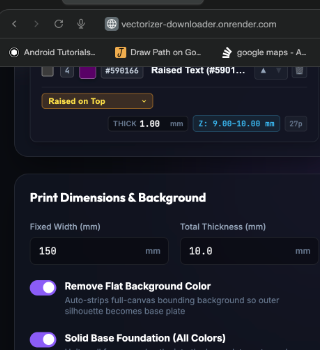 vectorizer-downloader.onrender.com
Android Tutorials... Draw Path on Go... google maps - A...
4 #590166 Raised Text (#5901...
Raised on Top
THICK 1.00 mm Z: 9.00–10.00 mm 27p
Print Dimensions & Background
Fixed Width (mm) Total Thickness (mm)
150 mm 10.0 mm
Remove Flat Background Color
Auto-strips full-canvas bounding background so outer
silhouette becomes base plate
Solid Base Foundation (All Colors)